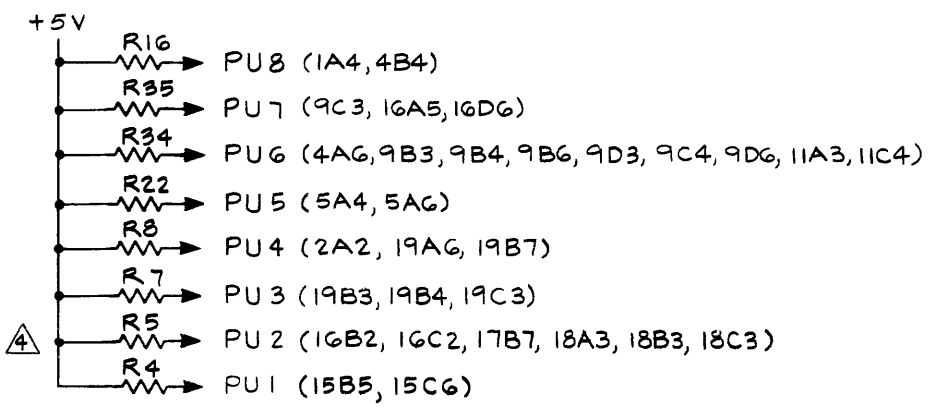 +5V
R16
PU8 (1A4, 4B4)
R35
PU7 (9C3, 16A5, 16D6)
R34
PU6 (4A6, 9B3, 9B4, 9B6, 9D3, 9C4, 9D6, 11A3, 11C4)
R22
PU5 (5A4, 5A6)
R8
PU4 (2A2, 19A6, 19B7)
R7
PU3 (19B3, 19B4, 19C3)
4
R5
PU2 (16B2, 16C2, 17B7, 18A3, 18B3, 18C3)
R4
PU1 (15B5, 15C6)